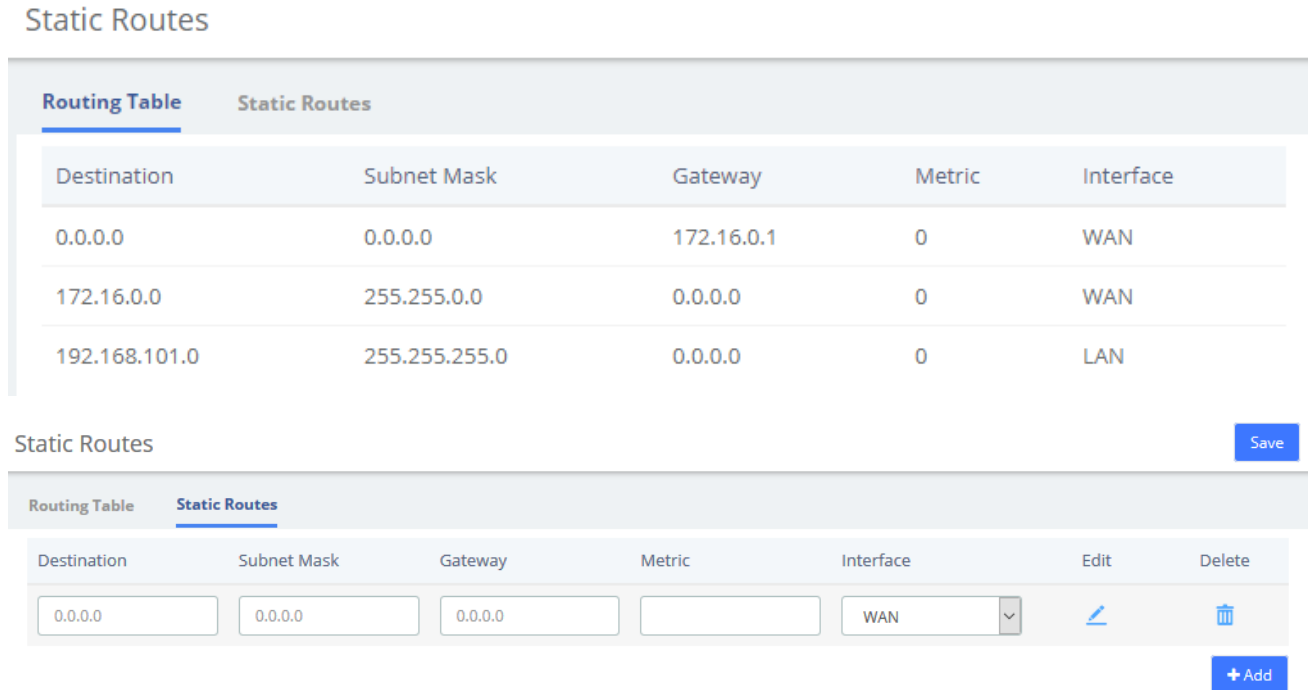 Static Routes
Routing Table Static Routes
Destination Subnet Mask Gateway Metric Interface
0.0.0.0 0.0.0.0 172.16.0.1 0 WAN
172.16.0.0 255.255.0.0 0.0.0.0 0 WAN
192.168.101.0 255.255.255.0 0.0.0.0 0 LAN
Static Routes Save
Routing Table Static Routes
Destination Subnet Mask Gateway Metric Interface Edit Delete
0.0.0.0 0.0.0.0 0.0.0.0 WAN
+ Add